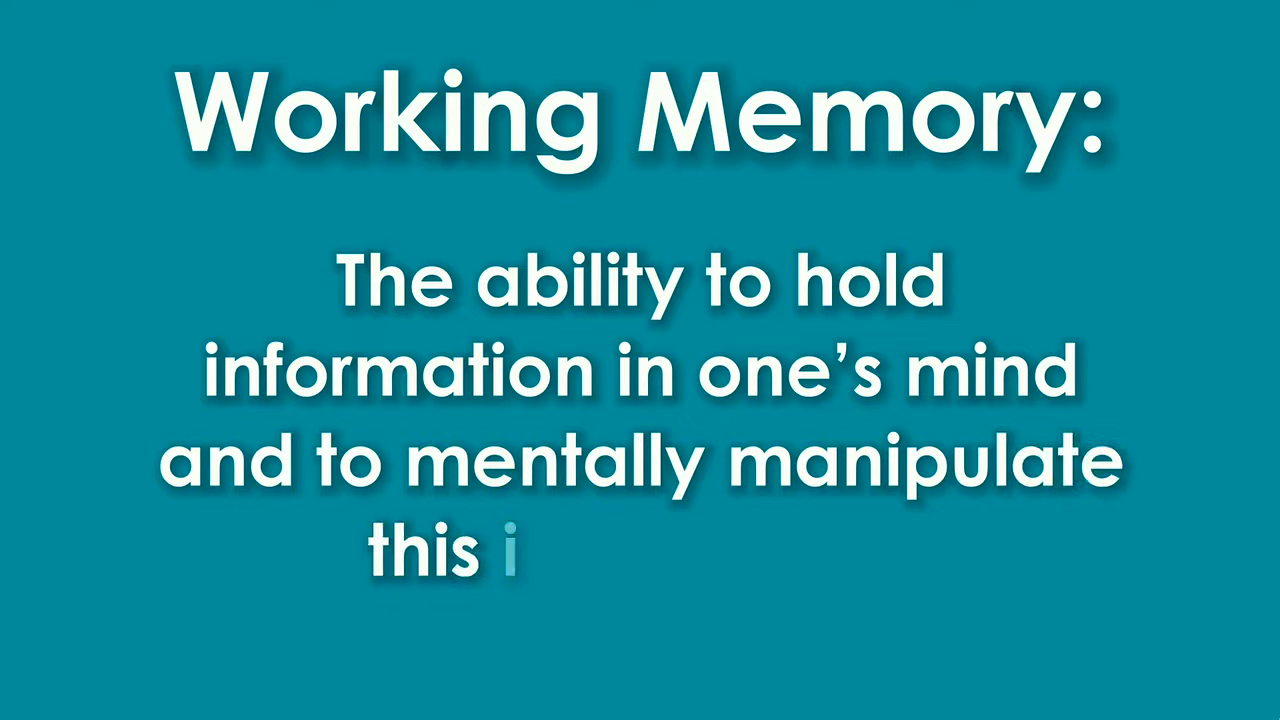 Working Memory:
The ability to hold
information in one’s mind
and to mentally manipulate
this i